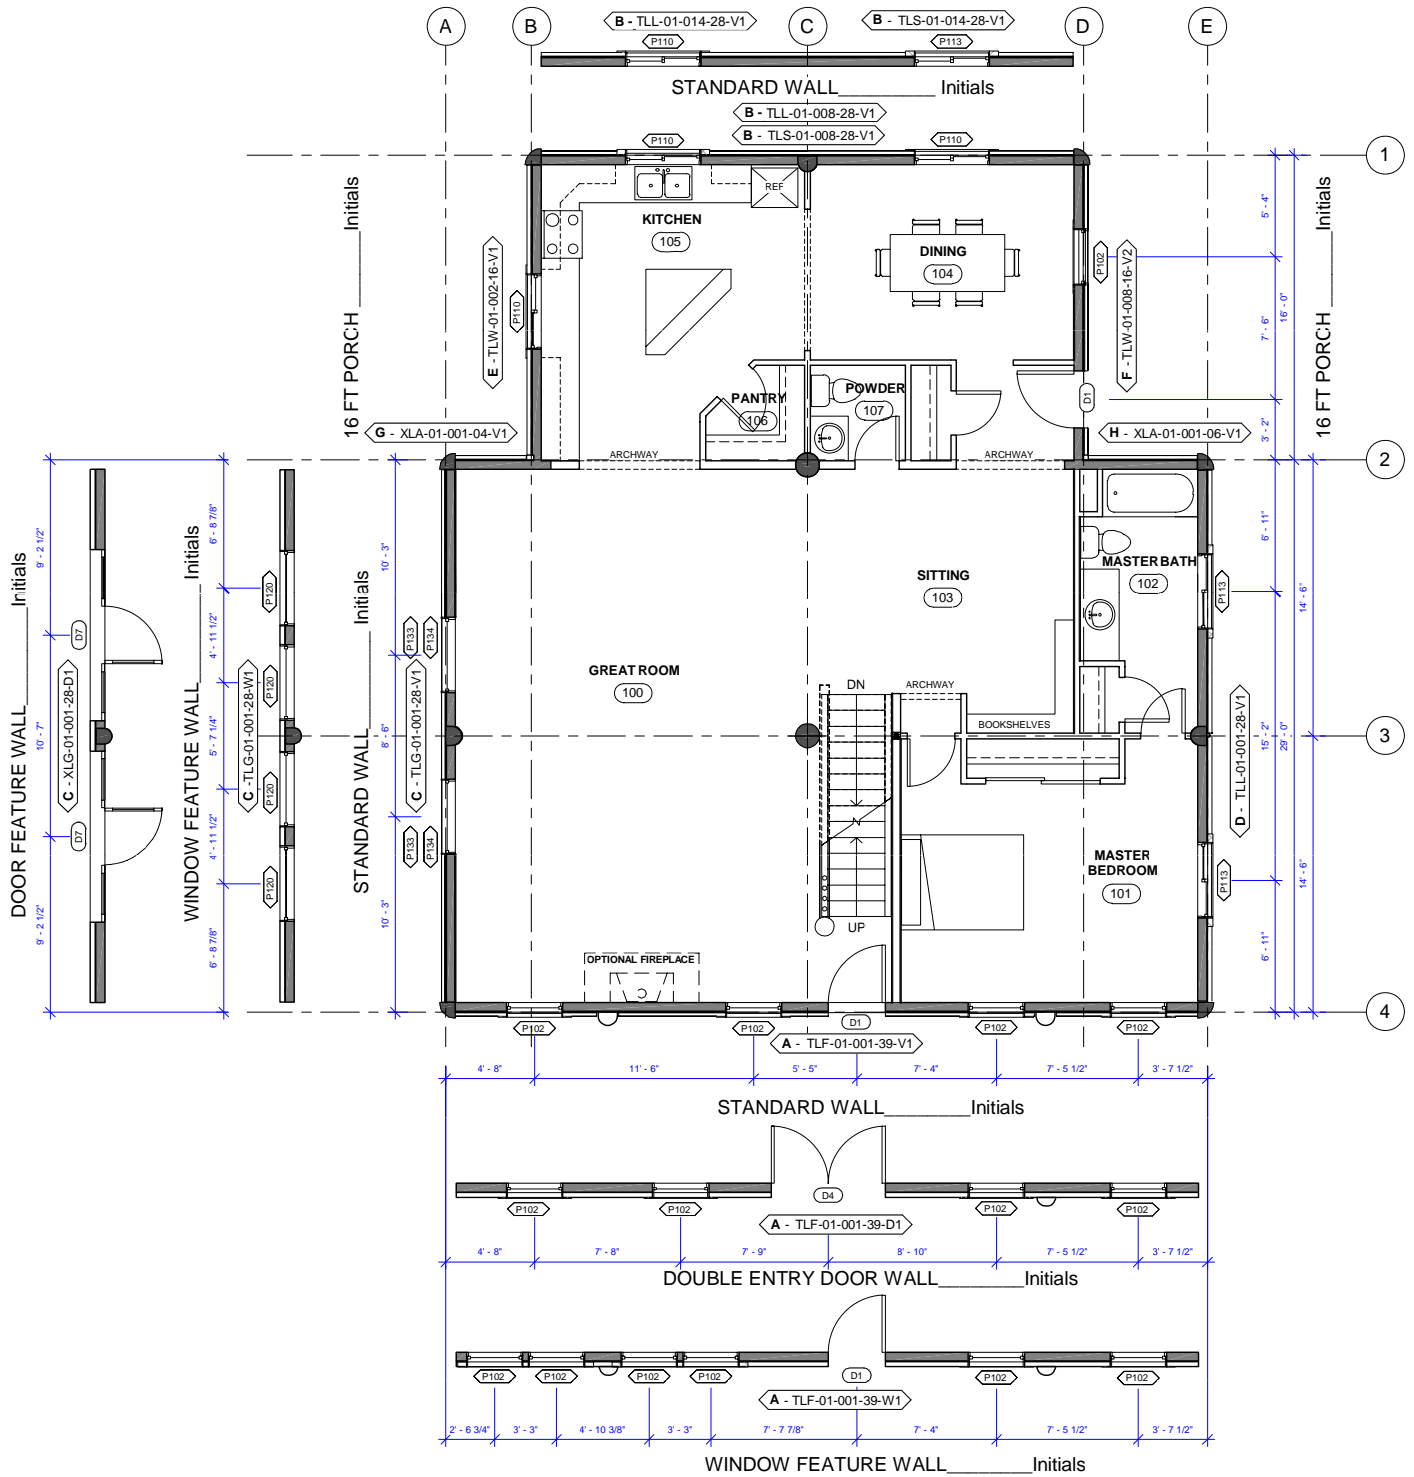 A
B
C
D
E
B - TLL-01-014-28-V1
B - TLS-01-014-28-V1
P110
P113
STANDARD WALL__________ Initials
B - TLL-01-008-28-V1
B - TLS-01-008-28-V1
P110
P110
1
REF
KITCHEN
105
DINING
104
16 FT PORCH _____Initials
E - TLW-01-002-16-V1
P110
P102
F - TLW-01-008-16-V2
5' - 4"
7' - 6"
3' - 2"
16' - 0"
16 FT PORCH _____Initials
PANTRY
106
POWDER
107
D1
G - XLA-01-001-04-V1
H - XLA-01-001-06-V1
ARCHWAY
ARCHWAY
2
DOOR FEATURE WALL_____Initials
9' - 2 1/2"
10' - 7"
9' - 2 1/2"
D7
D7
C - XLG-01-001-28-D1
WINDOW FEATURE WALL______Initials
6' - 8 7/8"
4' - 11 1/2"
5' - 7 1/4"
4' - 11 1/2"
6' - 8 7/8"
P120
P120
P120
P120
C -TLG-01-001-28-W1
STANDARD WALL________Initials
10' - 3"
8' - 6"
10' - 3"
P133
P134
P133
P134
C - TLG-01-001-28-V1
SITTING
103
MASTER BATH
102
GREAT ROOM
100
DN
ARCHWAY
BOOKSHELVES
UP
3
P113
P113
D - TLL-01-001-28-V1
6' - 11"
15' - 2"
6' - 11"
29' - 0"
14' - 6"
14' - 6"
MASTER
BEDROOM
101
OPTIONAL FIREPLACE
4
P102
P102
D1
P102
P102
A - TLF-01-001-39-V1
4' - 8"
11' - 6"
5' - 5"
7' - 4"
7' - 5 1/2"
3' - 7 1/2"
STANDARD WALL________Initials
P102
P102
D4
P102
P102
A - TLF-01-001-39-D1
4' - 8"
7' - 8"
7' - 9"
8' - 10"
7' - 5 1/2"
3' - 7 1/2"
DOUBLE ENTRY DOOR WALL________Initials
P102
P102
P102
P102
D1
P102
P102
A - TLF-01-001-39-W1
2' - 6 3/4"
3' - 3"
4' - 10 3/8"
3' - 3"
7' - 7 7/8"
7' - 4"
7' - 5 1/2"
3' - 7 1/2"
WINDOW FEATURE WALL________Initials